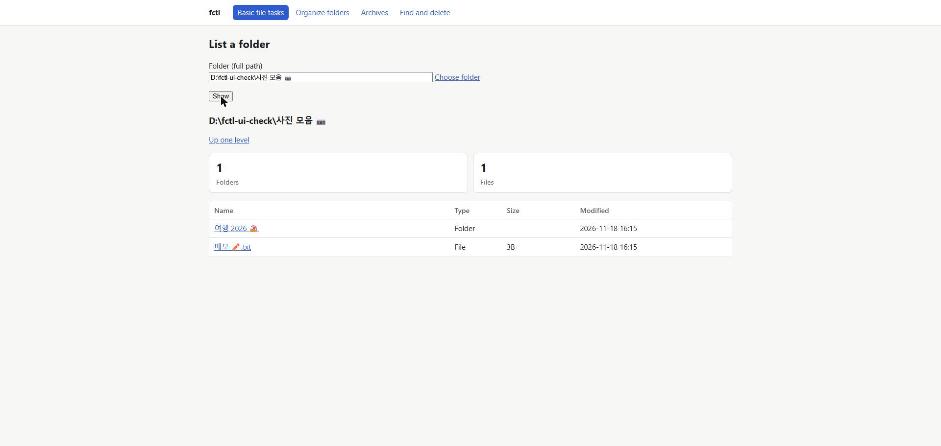 fctl Basic file tasks Organize folders Archives Find and delete
List a folder
Folder (full path)
D:\fctl-ui-check\사진 모음 📷 Choose folder
Show
D:\fctl-ui-check\사진 모음 📷
Up one level
1
Folders
1
Files
Name Type Size Modified
여행 2026 🏖 Folder 2026-11-18 16:15
메모 🖍.txt File 3B 2026-11-18 16:15